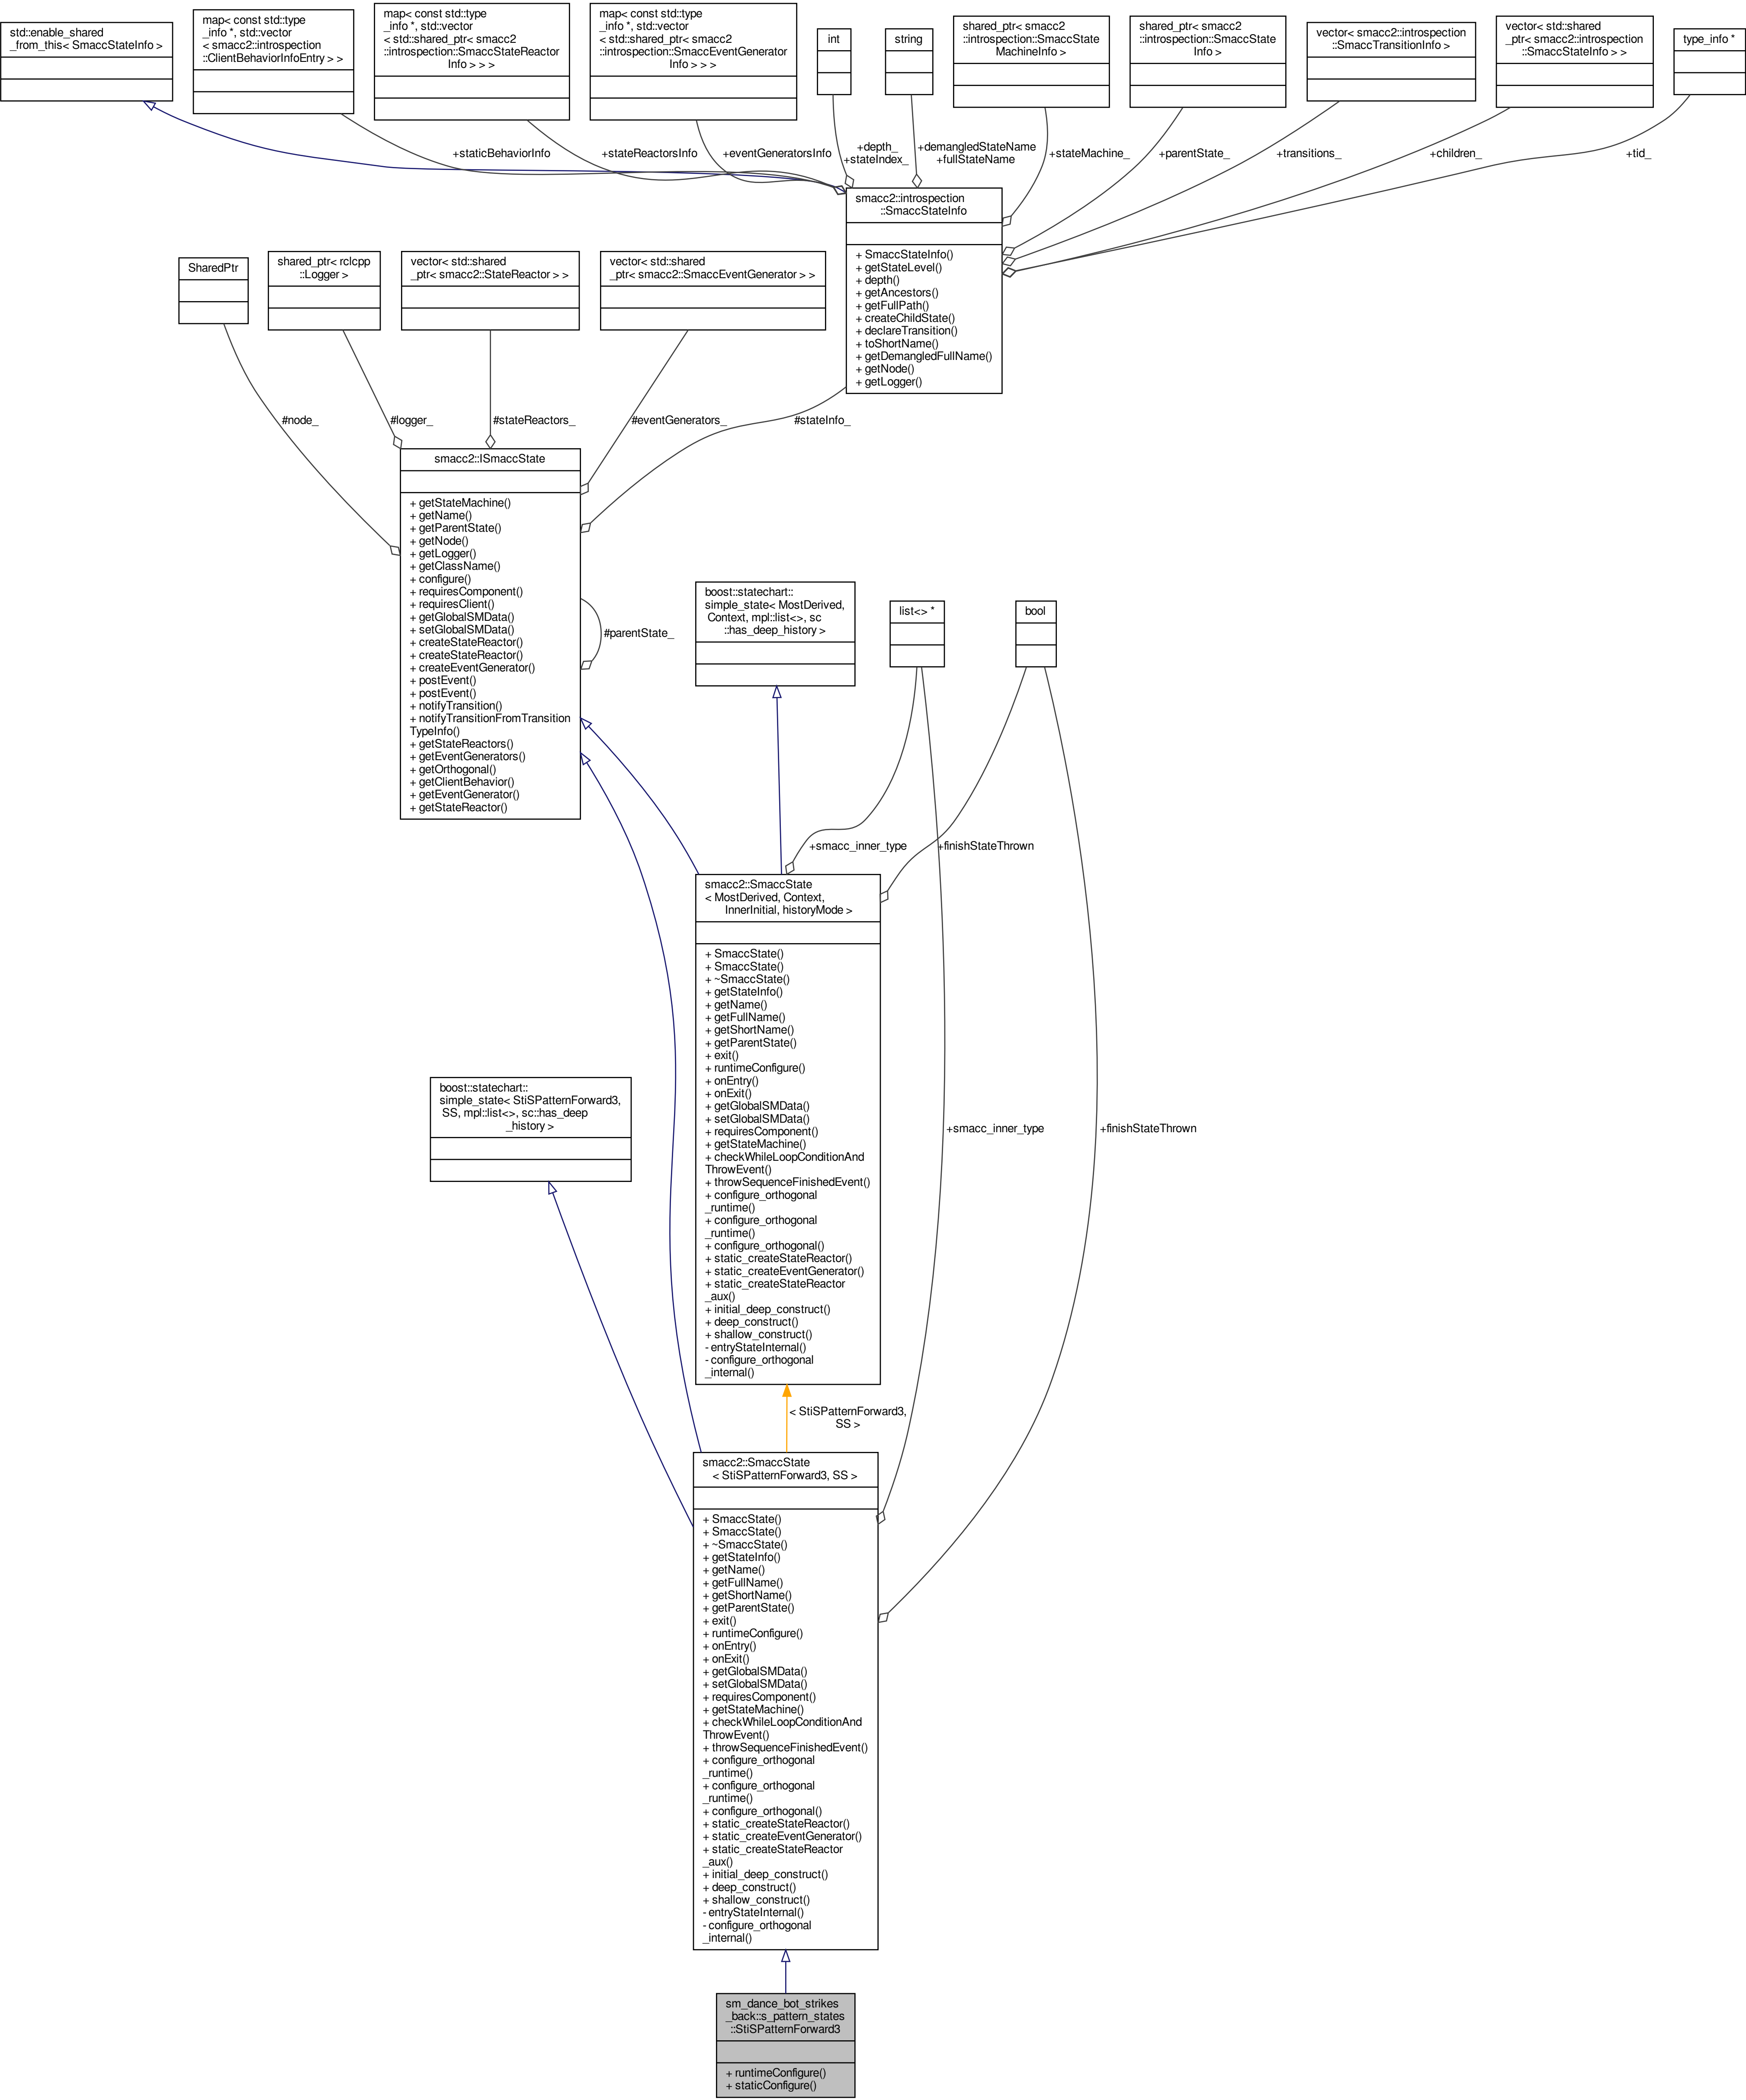 std::enable_shared
_from_this< SmaccStateInfo >
map< const std::type
_info *, std::vector
< smacc2::introspection
::ClientBehaviorInfoEntry > >
map< const std::type
_info *, std::vector
< std::shared_ptr< smacc2
::introspection::SmaccStateReactor
Info > > >
map< const std::type
_info *, std::vector
< std::shared_ptr< smacc2
::introspection::SmaccEventGenerator
Info > > >
int
string
shared_ptr< smacc2
::introspection::SmaccState
MachineInfo >
shared_ptr< smacc2
::introspection::SmaccState
Info >
vector< smacc2::introspection
::SmaccTransitionInfo >
vector< std::shared
_ptr< smacc2::introspection
::SmaccStateInfo > >
type_info *
+staticBehaviorInfo
+stateReactorsInfo
+eventGeneratorsInfo
+depth_
+stateIndex_
+demangledStateName
+fullStateName
+stateMachine_
+parentState_
+transitions_
+children_
+tid_
smacc2::introspection
::SmaccStateInfo
+ SmaccStateInfo()
+ getStateLevel()
+ depth()
+ getAncestors()
+ getFullPath()
+ createChildState()
+ declareTransition()
+ toShortName()
+ getDemangledFullName()
+ getNode()
+ getLogger()
SharedPtr
shared_ptr< rclcpp
::Logger >
vector< std::shared
_ptr< smacc2::StateReactor > >
vector< std::shared
_ptr< smacc2::SmaccEventGenerator > >
#node_
#logger_
#stateReactors_
#eventGenerators_
#stateInfo_
smacc2::ISmaccState
+ getStateMachine()
+ getName()
+ getParentState()
+ getNode()
+ getLogger()
+ getClassName()
+ configure()
+ requiresComponent()
+ requiresClient()
+ getGlobalSMData()
+ setGlobalSMData()
+ createStateReactor()
+ createStateReactor()
+ createEventGenerator()
+ postEvent()
+ postEvent()
+ notifyTransition()
+ notifyTransitionFromTransition
TypeInfo()
+ getStateReactors()
+ getEventGenerators()
+ getOrthogonal()
+ getClientBehavior()
+ getEventGenerator()
+ getStateReactor()
#parentState_
boost::statechart::
simple_state< MostDerived,
Context, mpl::list<>, sc
::has_deep_history >
list<> *
bool
+smacc_inner_type
+finishStateThrown
smacc2::SmaccState
< MostDerived, Context,
InnerInitial, historyMode >
+ SmaccState()
+ SmaccState()
+ ~SmaccState()
+ getStateInfo()
+ getName()
+ getFullName()
+ getShortName()
+ getParentState()
+ exit()
+ runtimeConfigure()
+ onEntry()
+ onExit()
+ getGlobalSMData()
+ setGlobalSMData()
+ requiresComponent()
+ getStateMachine()
+ checkWhileLoopConditionAnd
ThrowEvent()
+ throwSequenceFinishedEvent()
+ configure_orthogonal
_runtime()
+ configure_orthogonal
_runtime()
+ configure_orthogonal()
+ static_createStateReactor()
+ static_createEventGenerator()
+ static_createStateReactor
_aux()
+ initial_deep_construct()
+ deep_construct()
+ shallow_construct()
- entryStateInternal()
- configure_orthogonal
_internal()
boost::statechart::
simple_state< StiSPatternForward3,
SS, mpl::list<>, sc::has_deep
_history >
+smacc_inner_type
+finishStateThrown
< StiSPatternForward3,
SS >
smacc2::SmaccState
< StiSPatternForward3, SS >
+ SmaccState()
+ SmaccState()
+ ~SmaccState()
+ getStateInfo()
+ getName()
+ getFullName()
+ getShortName()
+ getParentState()
+ exit()
+ runtimeConfigure()
+ onEntry()
+ onExit()
+ getGlobalSMData()
+ setGlobalSMData()
+ requiresComponent()
+ getStateMachine()
+ checkWhileLoopConditionAnd
ThrowEvent()
+ throwSequenceFinishedEvent()
+ configure_orthogonal
_runtime()
+ configure_orthogonal
_runtime()
+ configure_orthogonal()
+ static_createStateReactor()
+ static_createEventGenerator()
+ static_createStateReactor
_aux()
+ initial_deep_construct()
+ deep_construct()
+ shallow_construct()
- entryStateInternal()
- configure_orthogonal
_internal()
sm_dance_bot_strikes
_back::s_pattern_states
::StiSPatternForward3
+ runtimeConfigure()
+ staticConfigure()